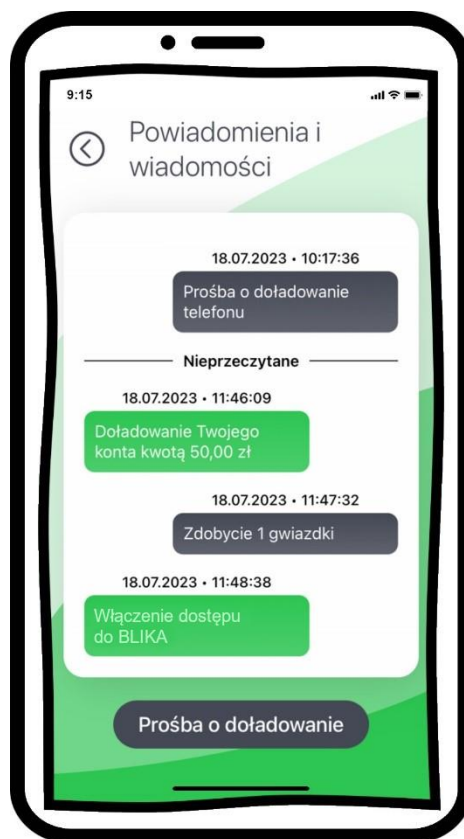 9:15
Powiadomienia i
wiadomości
18.07.2023 • 10:17:36
Prośba o doładowanie
telefonu
Nieprzeczytane
18.07.2023 • 11:46:09
Doładowanie Twojego
konta kwotą 50,00 zł
18.07.2023 • 11:47:32
Zdobycie 1 gwiazdki
18.07.2023 • 11:48:38
Włączenie dostępu
do BLIKA
Prośba o doładowanie